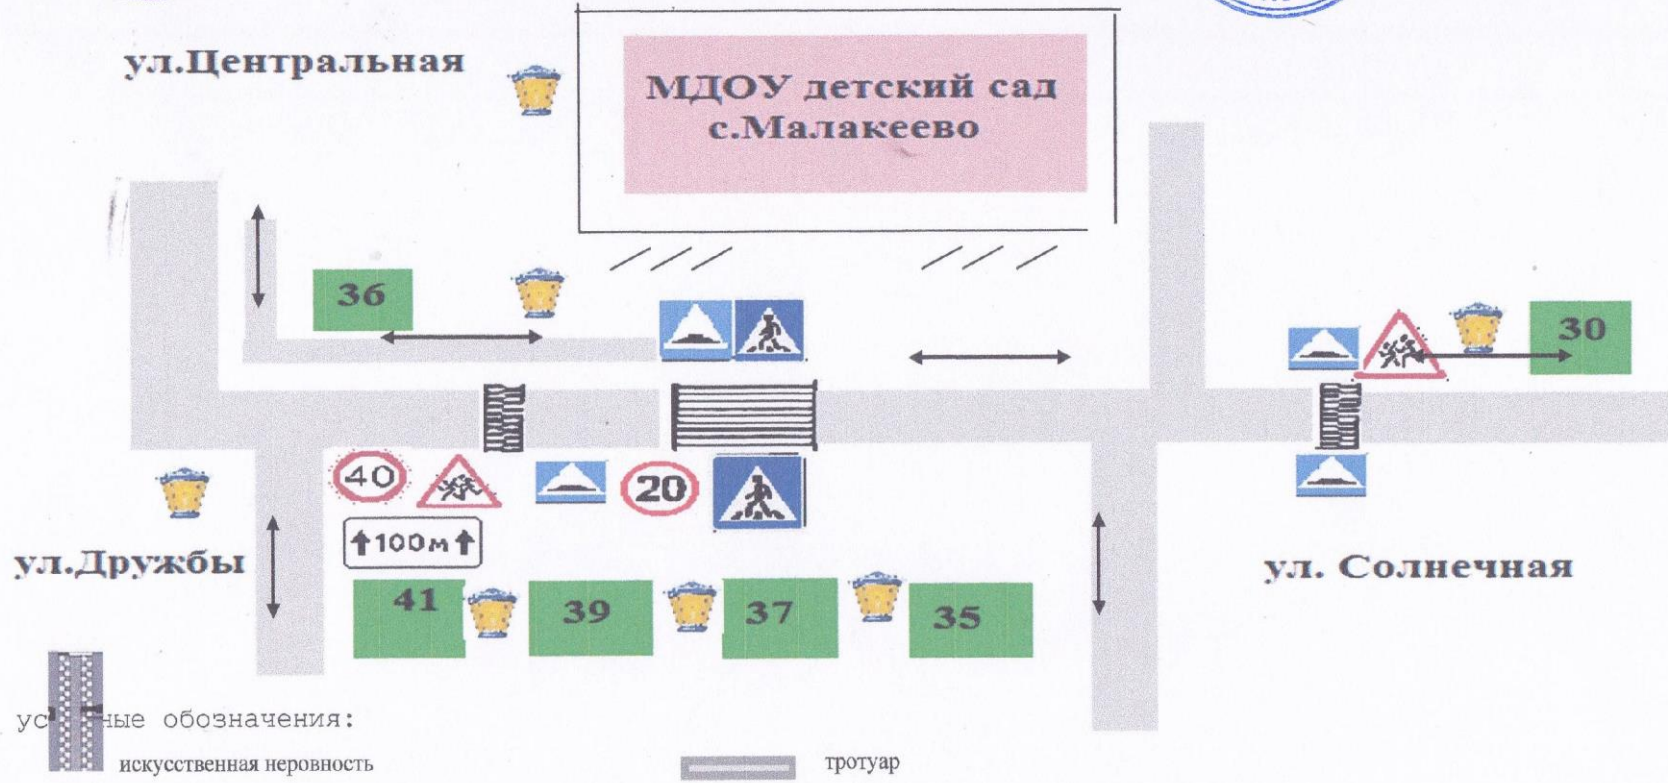 ул.Центральная
МДОУ детский сад
с.Малакеево
36
30
40
20
100м
ул.Дружбы
ул. Солнечная
41
39
37
35
обозначения:
искусственная неровность
тротуар